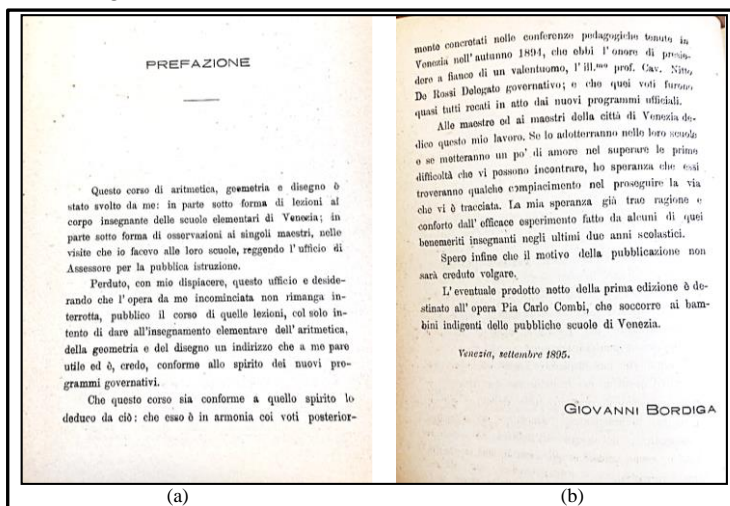 PREFAZIONE
Questo corso di aritmetica, geometria e disegno è
stato svolto da me: in parte sotto forma di lezioni al
corpo insegnante delle scuole elementari di Venezia; in
parte sotto forma di osservazioni ai singoli maestri, nelle
visite che io facevo alle loro scuole, reggendo l'ufficio di
Assessore per la pubblica istruzione.
Perduto, con mio dispiacere, questo ufficio e deside-
rando che l'opera da me incominciata non rimanga in-
terrotta, pubblico il corso di quelle lezioni, col solo in-
tento di dare all'insegnamento elementare dell'aritmetica,
della geometria e del disegno un indirizzo che a me pare
utile ed è, credo, conforme allo spirito dei nuovi pro-
grammi governativi.
Che questo corso sia conforme a quello spirito lo
deduco da ciò: che esso è in armonia coi voti posterior-
(a)
mente concretati nelle conferenze pedagogiche tenute in
Venezia nell'autunno 1894, che ebbi l'onore di presie-
dere a fianco di un valentuomo, l'ill.mo prof. Cav. Nitto
De Rossi Delegato governativo; e che quei voti furono
quasi tutti recati in atto dai nuovi programmi ufficiali.
Alle maestre ed ai maestri della città di Venezia de-
dico questo mio lavoro. Se lo adotterranno nelle loro scuole
e se metteranno un po' di amore nel superare le prime
difficoltà che vi possono incontrare, ho speranza che essi
troveranno qualche compiacimento nel proseguire la via
che vi è tracciata. La mia speranza già trae ragione e
conforto dall'efficace esperimento fatto da alcuni di quei
benemeriti insegnanti negli ultimi due anni scolastici.
Spero infine che il motivo della pubblicazione non
sarà creduto volgare.
L'eventuale prodotto netto della prima edizione è de-
stinato all'opera Pia Carlo Combi, che soccorre ai bam-
bini indigenti delle pubbliche scuole di Venezia.
Venezia, settembre 1895.
GIOVANNI BORDIGA
(b)